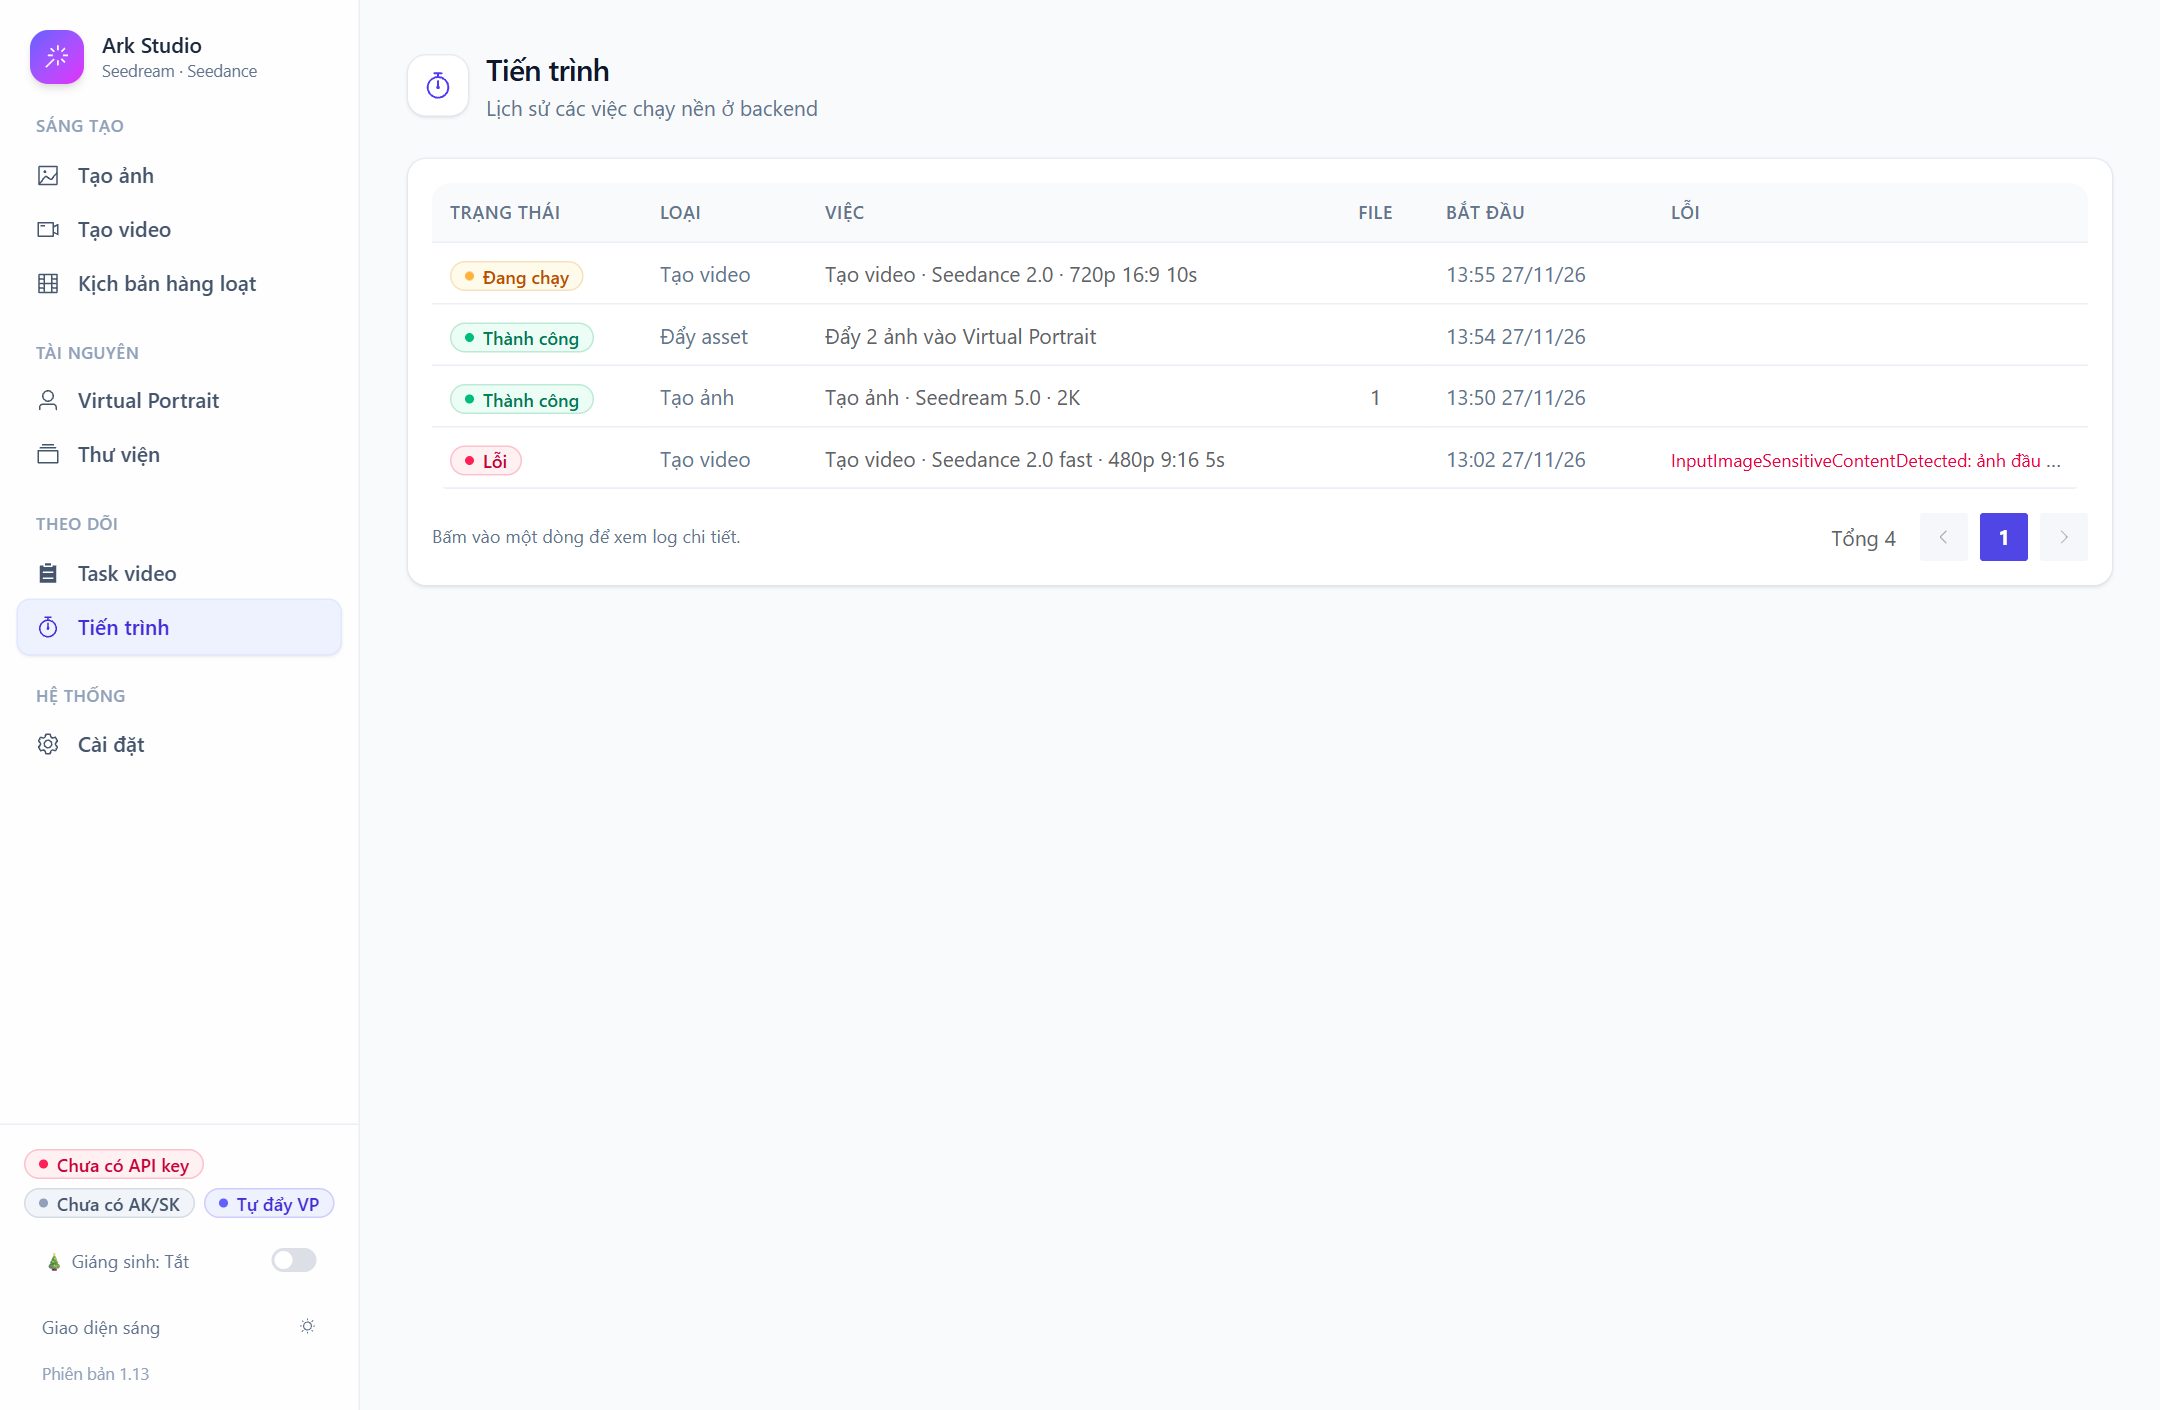 Ark Studio
Seedream · Seedance
SÁNG TẠO
Tạo ảnh
Tạo video
Kịch bản hàng loạt
TÀI NGUYÊN
Virtual Portrait
Thư viện
THEO DÕI
Task video
Tiến trình
HỆ THỐNG
Cài đặt
Chưa có API key
Chưa có AK/SK Tự đẩy VP
Giáng sinh: Tắt
Giao diện sáng
Phiên bản 1.13
Tiến trình
Lịch sử các việc chạy nền ở backend
TRẠNG THÁI LOẠI VIỆC FILE BẮT ĐẦU LỖI
Đang chạy Tạo video Tạo video · Seedance 2.0 · 720p 16:9 10s 13:55 27/11/26
Thành công Đẩy asset Đẩy 2 ảnh vào Virtual Portrait 13:54 27/11/26
Thành công Tạo ảnh Tạo ảnh · Seedream 5.0 · 2K 1 13:50 27/11/26
Lỗi Tạo video Tạo video · Seedance 2.0 fast · 480p 9:16 5s 13:02 27/11/26 InputImageSensitiveContentDetected: ảnh đầu ...
Bấm vào một dòng để xem log chi tiết.
Tổng 4 1